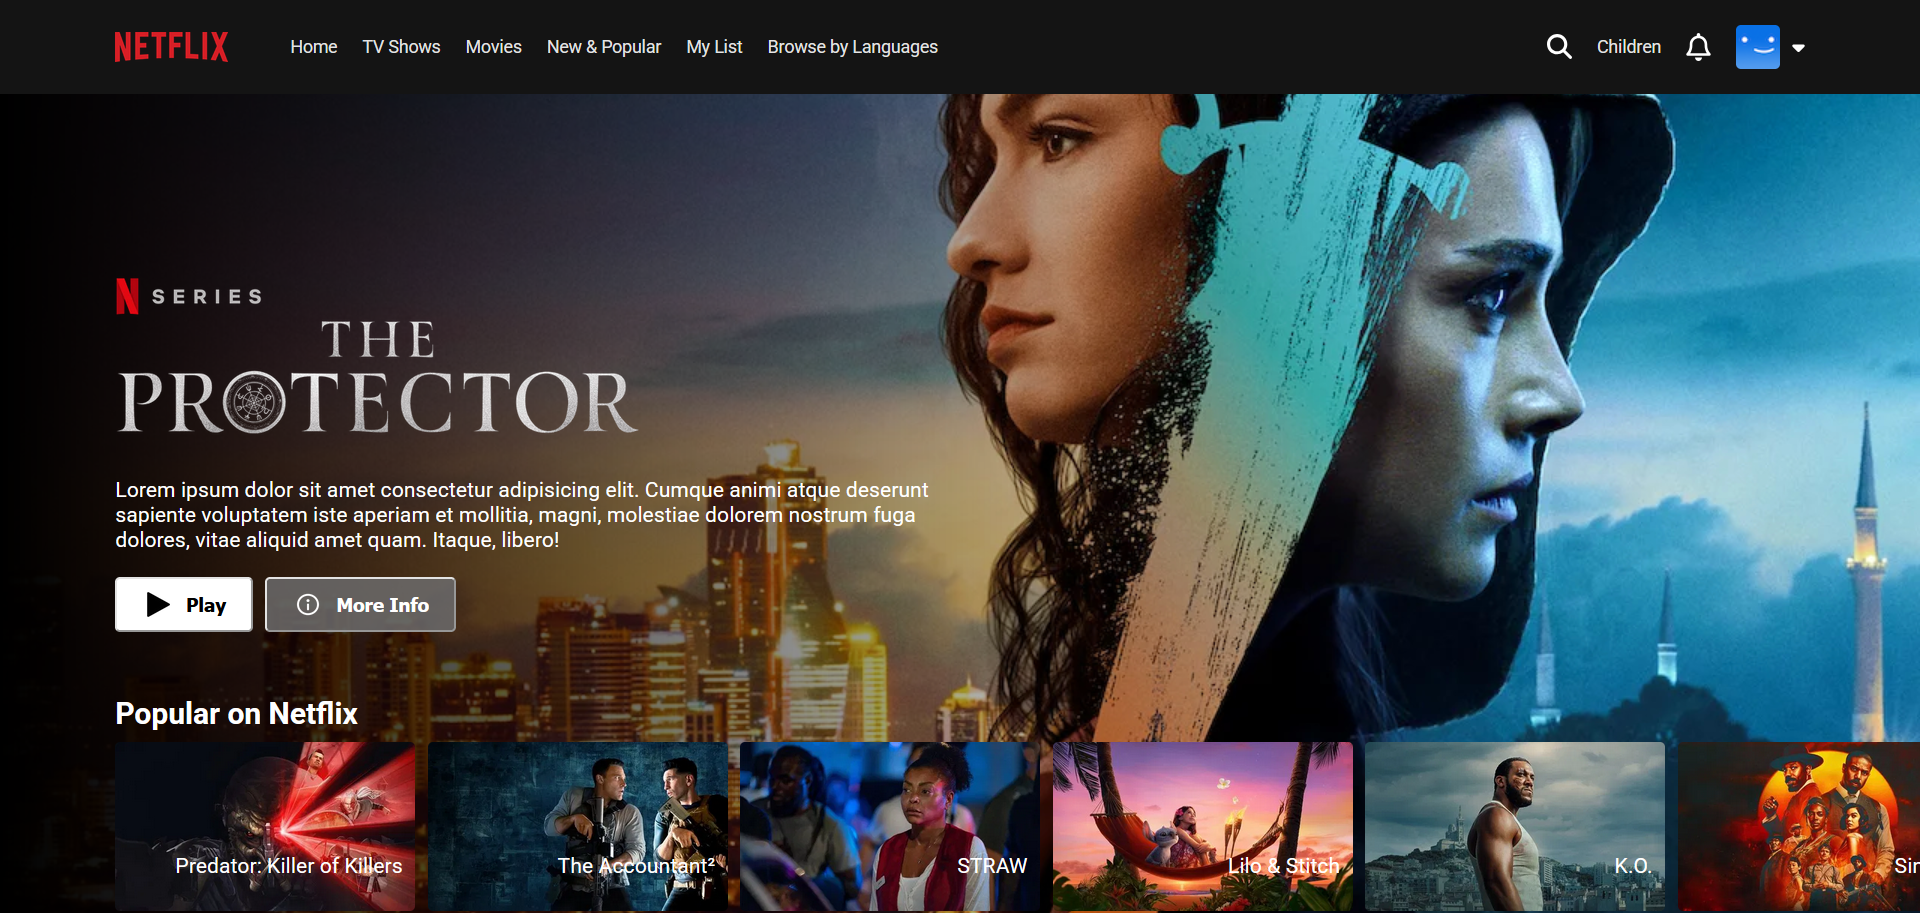 NETFLIX
Home TV Shows Movies New & Popular My List Browse by Languages
Children
N SERIES
THE
PROTECTOR
Lorem ipsum dolor sit amet consectetur adipisicing elit. Cumque animi atque deserunt
sapiente voluptatem iste aperiam et mollitia, magni, molestiae dolorem nostrum fuga
dolores, vitae aliquid amet quam. Itaque, libero!
Play
More Info
Popular on Netflix
Predator: Killer of Killers
The Accountant²
STRAW
Lilo & Stitch
K.O.